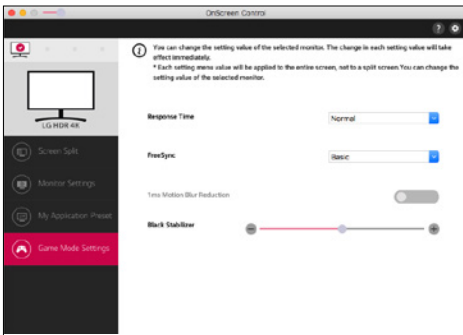 OnScreen Control
You can change the setting value of the selected monitor. The change in each setting value will take
effect immediately.
* Each setting menu value will be applied to the entire screen, not to a split screen.You can change the
setting value of the selected monitor.
LG HDR 4K
Screen Split
Monitor Settings
My Application Preset
Game Mode Settings
Response Time
Normal
FreeSync
Basic
1ms Motion Blur Reduction
Black Stabilizer